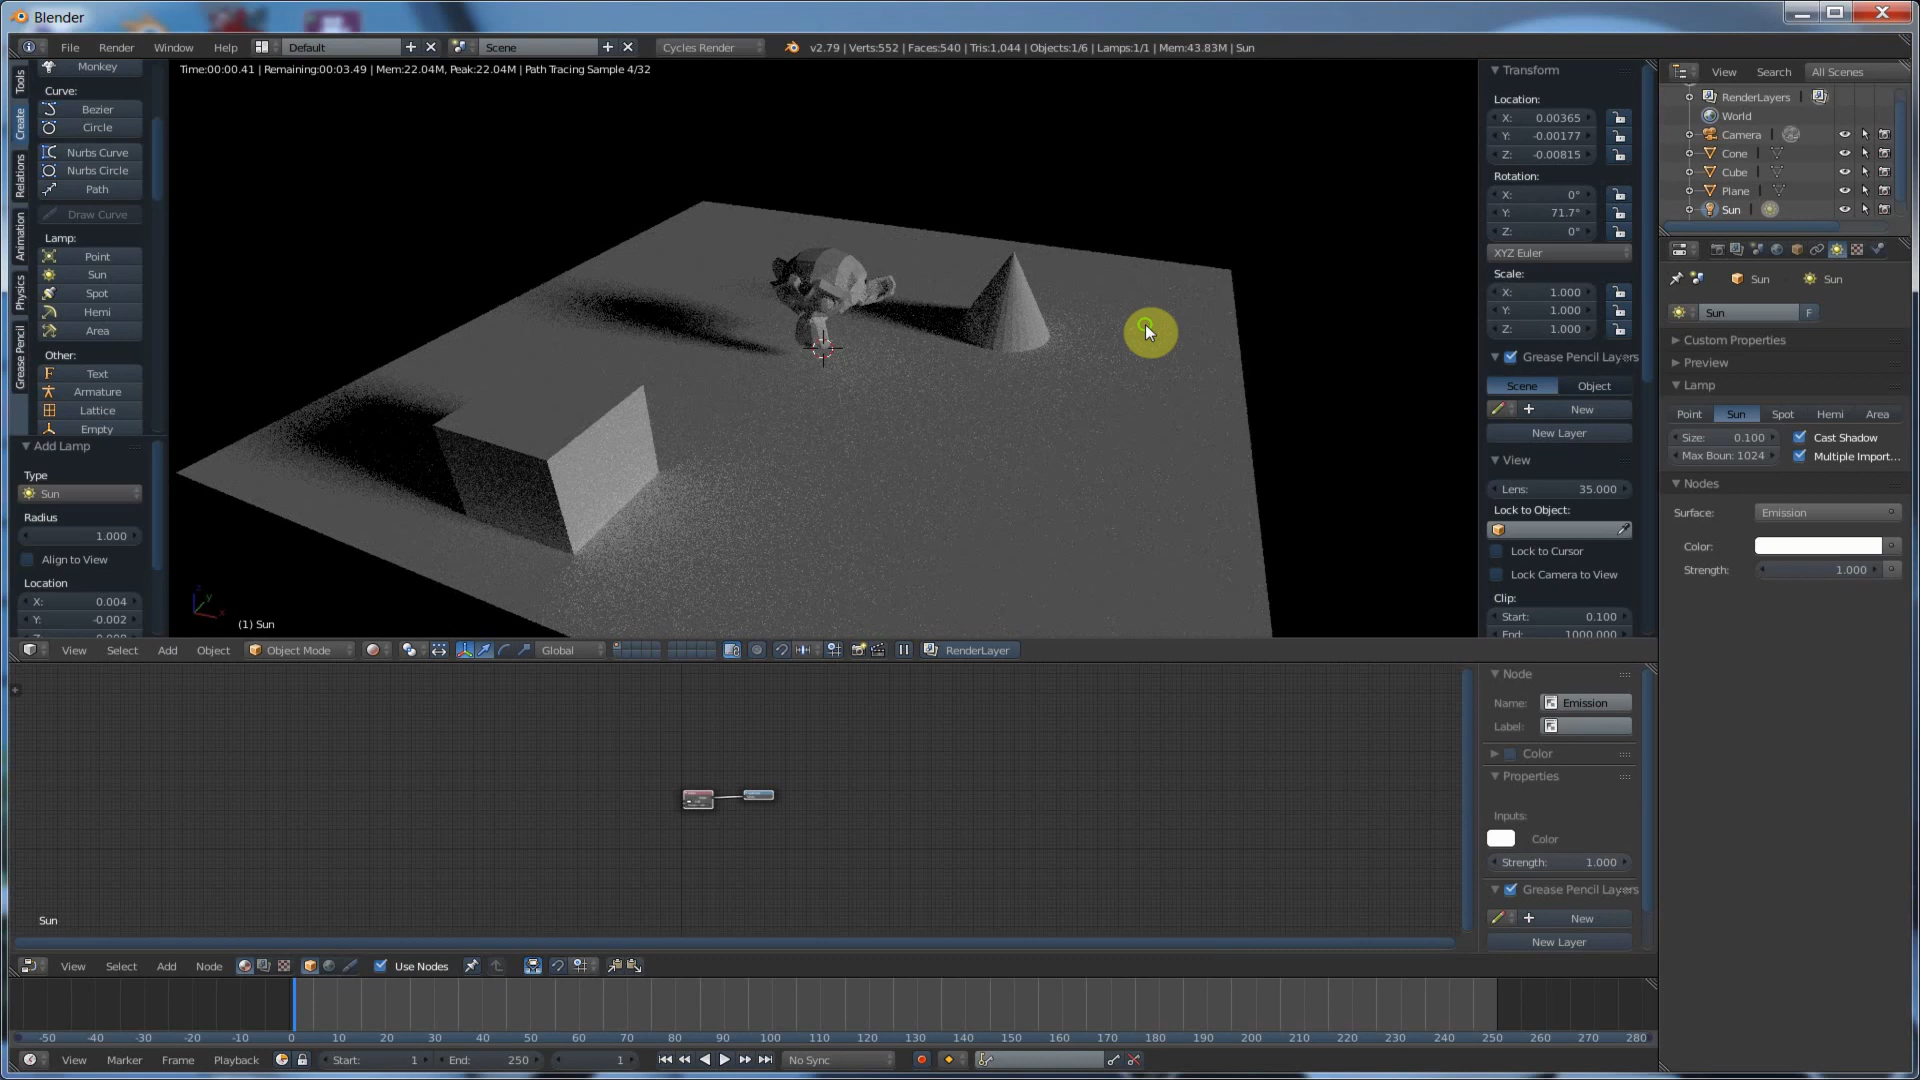 Blender
File Render Window Help Default Scene Cycles Render v2.79 | Verts:552 | Faces:540 | Tris:1,044 | Objects:1/6 | Lamps:1/1 | Mem:43.83M | Sun
Time:00:00.41 | Remaining:00:03.49 | Mem:22.04M, Peak:22.04M | Path Tracing Sample 4/32
Tools
Create
Relations
Animation
Physics
Grease Pencil
Monkey
Curve:
Bezier
Circle
Nurbs Curve
Nurbs Circle
Path
Draw Curve
Lamp:
Point
Sun
Spot
Hemi
Area
Other:
Text
Armature
Lattice
Empty
Add Lamp
Type
Sun
Radius
1.000
Align to View
Location
X: 0.004
Y: -0.002
(1) Sun
Transform
Location:
X: 0.00365
Y: -0.00177
Z: -0.00815
Rotation:
X: 0°
Y: 71.7°
Z: 0°
XYZ Euler
Scale:
X: 1.000
Y: 1.000
Z: 1.000
Grease Pencil Layers
Scene Object
New
New Layer
View
Lens: 35.000
Lock to Object:
Lock to Cursor
Lock Camera to View
Clip:
Start: 0.100
End: 1000.000
View Search All Scenes
RenderLayers
World
Camera
Cone
Cube
Plane
Sun
Sun Sun
Sun F
Custom Properties
Preview
Lamp
Point Sun Spot Hemi Area
Size: 0.100 Cast Shadow
Max Boun: 1024 Multiple Import...
Nodes
Surface: Emission
Color:
Strength: 1.000
View Select Add Object Object Mode Global RenderLayer
Node
Name: Emission
Label:
Color
Properties
Inputs:
Color
Strength: 1.000
Grease Pencil Layers
New
New Layer
Sun
View Select Add Node Use Nodes
-50 -40 -30 -20 -10 0 10 20 30 40 50 60 70 80 90 100 110 120 130 140 150 160 170 180 190 200 210 220 230 240 250 260 270 280
View Marker Frame Playback Start: 1 End: 250 1 No Sync